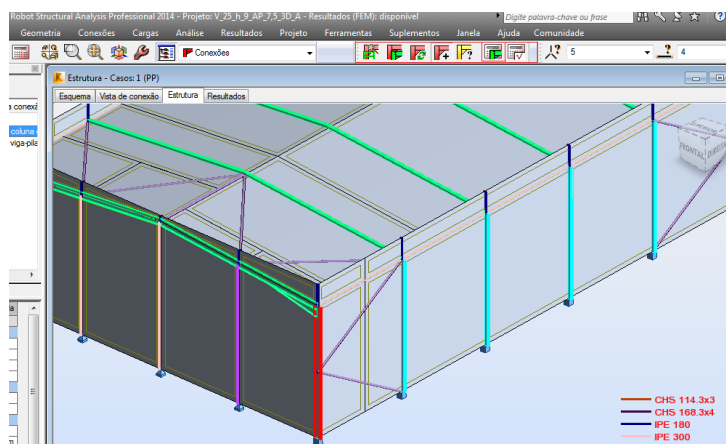 Robot Structural Analysis Professional 2014 - Projeto: V_25_h_9_AP_7,5_3D_A - Resultados (FEM): disponível
Digite palavra-chave ou frase
Geometria Conexões Cargas Análise Resultados Projeto Ferramentas Suplementos Janela Ajuda Comunidade
Conexões 5 4
Estrutura - Casos: 1 (PP)
a conexã
Esquema Vista de conexão Estrutura Resultados
coluna
viga-pila
FRONTAL
CHS 114.3x3
CHS 168.3x4
IPE 180
IPE 300